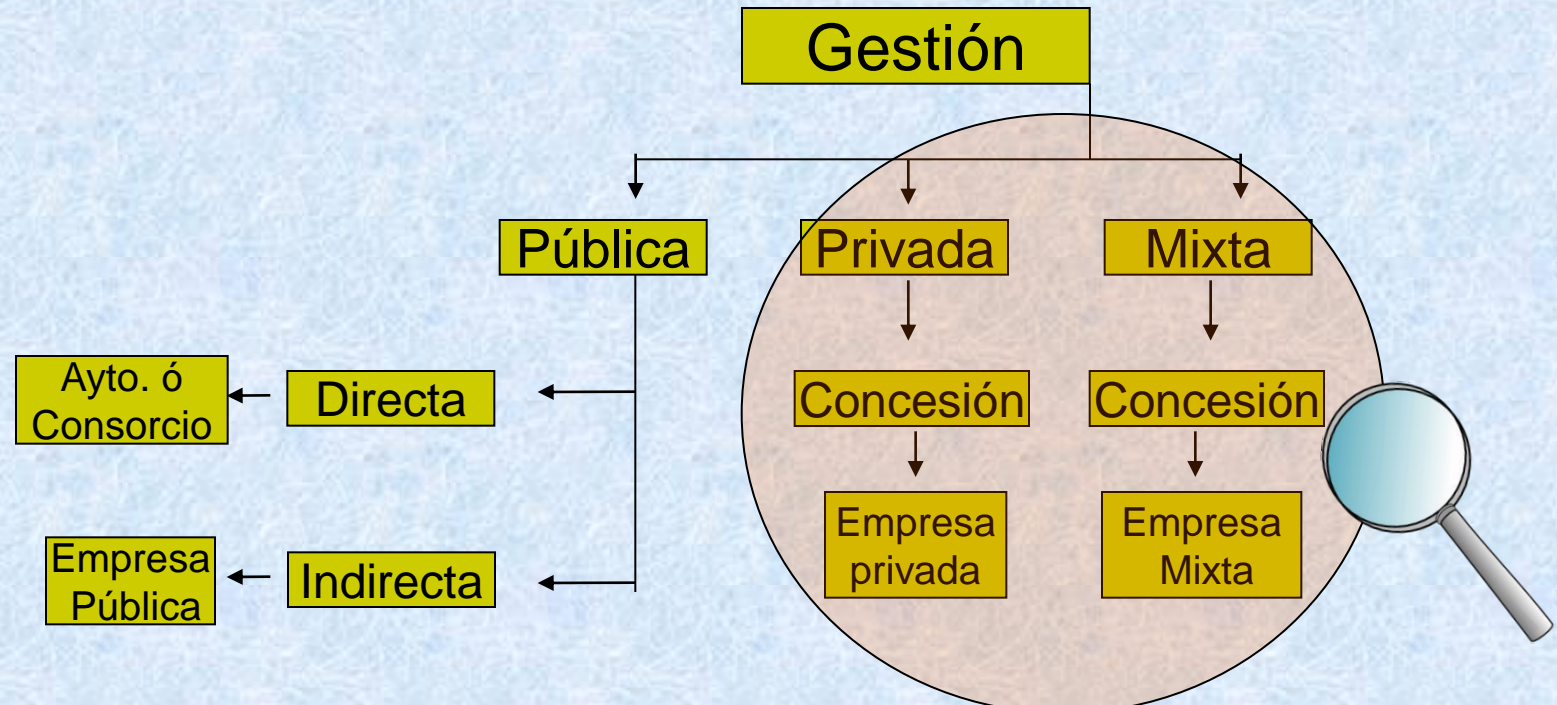 Gestión
Pública
Privada
Mixta
Ayto. ó
Consorcio
Directa
Concesión
Concesión
Empresa
Pública
Indirecta
Empresa
privada
Empresa
Mixta